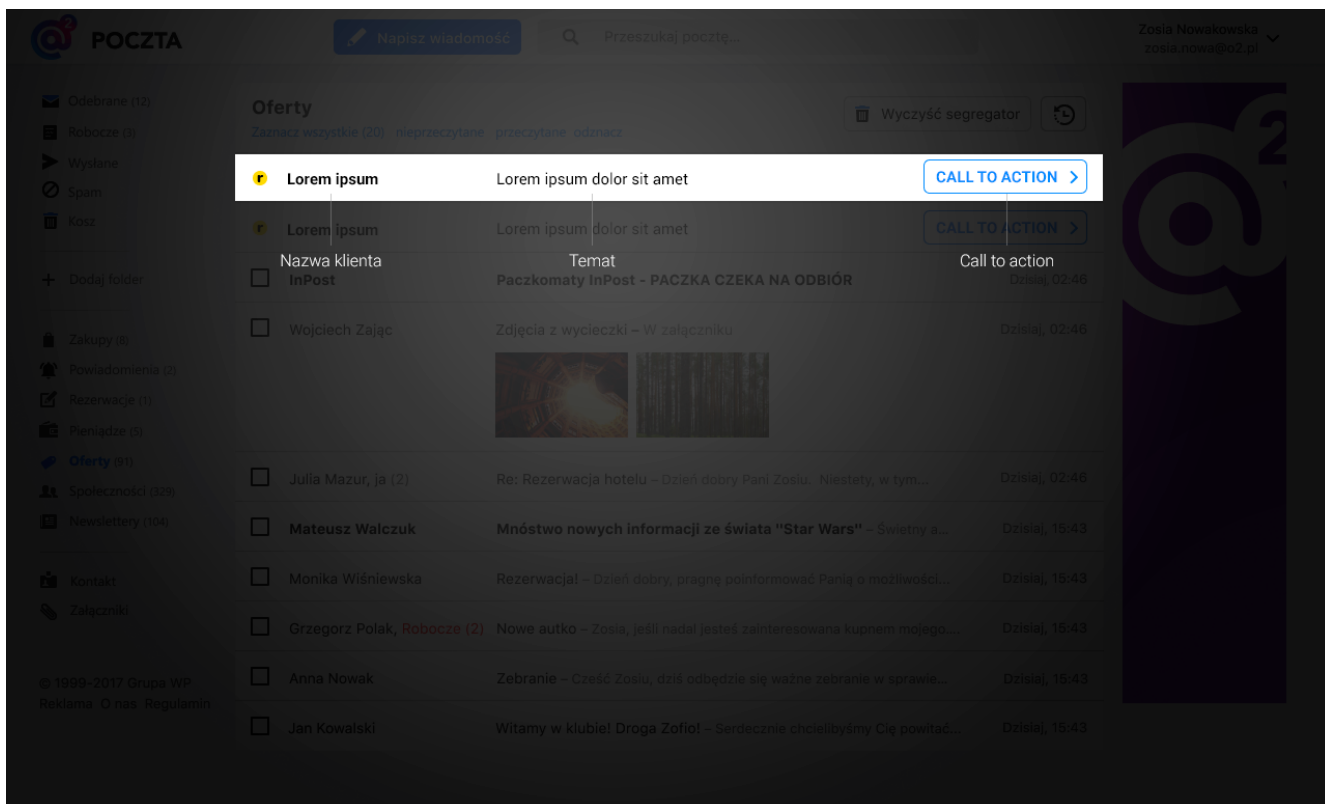 @2 POCZTA
Napisz wiadomość
Przeszukaj pocztę...
Zosia Nowakowska
zosia.nowa@o2.pl
Odebrane (12)
Robocze (3)
Wysłane
Spam
Kosz
Dodaj folder
Zakupy (8)
Powiadomienia (2)
Rezerwacje (1)
Pieniądze (5)
Oferty (91)
Społeczności (329)
Newslettery (104)
Kontakt
Załączniki
© 1999-2017 Grupa WP
Reklama O nas Regulamin
Oferty
Zaznacz wszystkie (20) nieprzeczytane przeczytane odznacz
Wyczyść segregator
r Lorem ipsum Lorem ipsum dolor sit amet CALL TO ACTION >
r Lorem ipsum Lorem ipsum dolor sit amet CALL TO ACTION >
Nazwa klienta Temat Call to action
InPost Paczkomaty InPost - PACZKA CZEKA NA ODBIÓR Dzisiaj, 02:46
Wojciech Zając Zdjęcia z wycieczki – W załączniku Dzisiaj, 02:46
Julia Mazur, ja (2) Re: Rezerwacja hotelu – Dzień dobry Pani Zosiu. Niestety, w tym... Dzisiaj, 02:46
Mateusz Walczuk Mnóstwo nowych informacji ze świata "Star Wars" – Świetny a... Dzisiaj, 15:43
Monika Wiśniewska Rezerwacja! – Dzień dobry, pragnę poinformować Panią o możliwości... Dzisiaj, 15:43
Grzegorz Polak, Robocze (2) Nowe autko – Zosia, jeśli nadal jesteś zainteresowana kupnem mojego... Dzisiaj, 15:43
Anna Nowak Zebranie – Cześć Zosiu, dziś odbędzie się ważne zebranie w sprawie... Dzisiaj, 15:43
Jan Kowalski Witamy w klubie! Droga Zofio! – Serdecznie chcielibyśmy Cię powitać... Dzisiaj, 15:43
@2